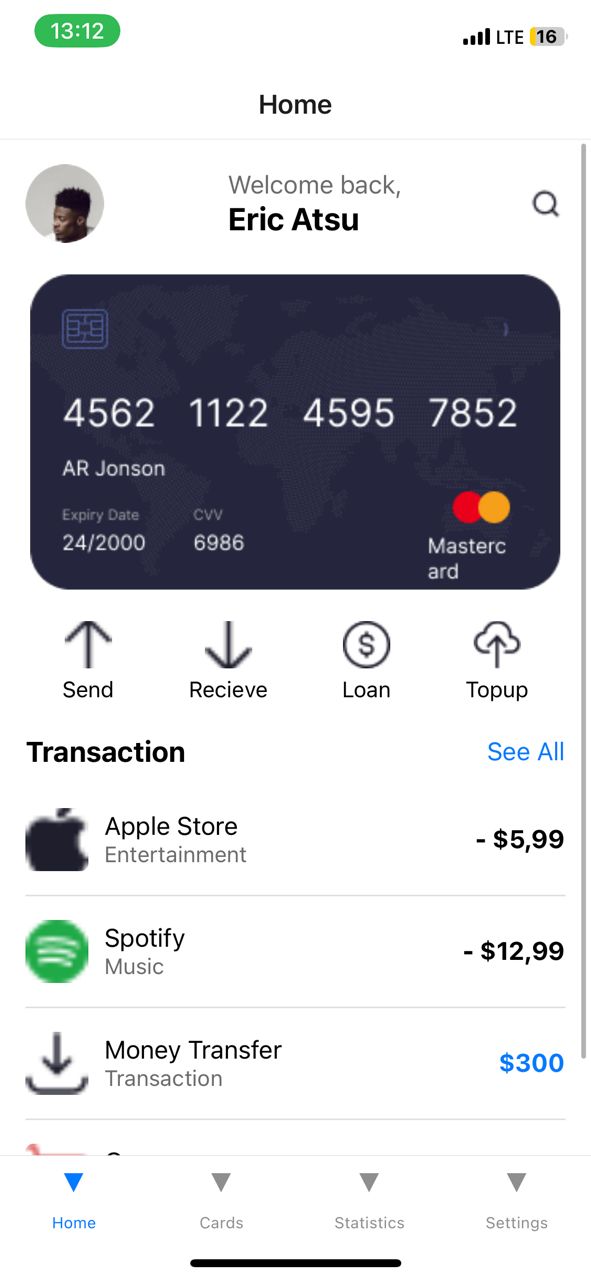 13:12
LTE 16
Home
Welcome back,
Eric Atsu
4562 1122 4595 7852
AR Jonson
Expiry Date CVV
24/2000 6986
Masterc
ard
Send Recieve Loan Topup
Transaction See All
Apple Store
Entertainment
- $5,99
Spotify
Music
- $12,99
Money Transfer
Transaction
$300
Home Cards Statistics Settings